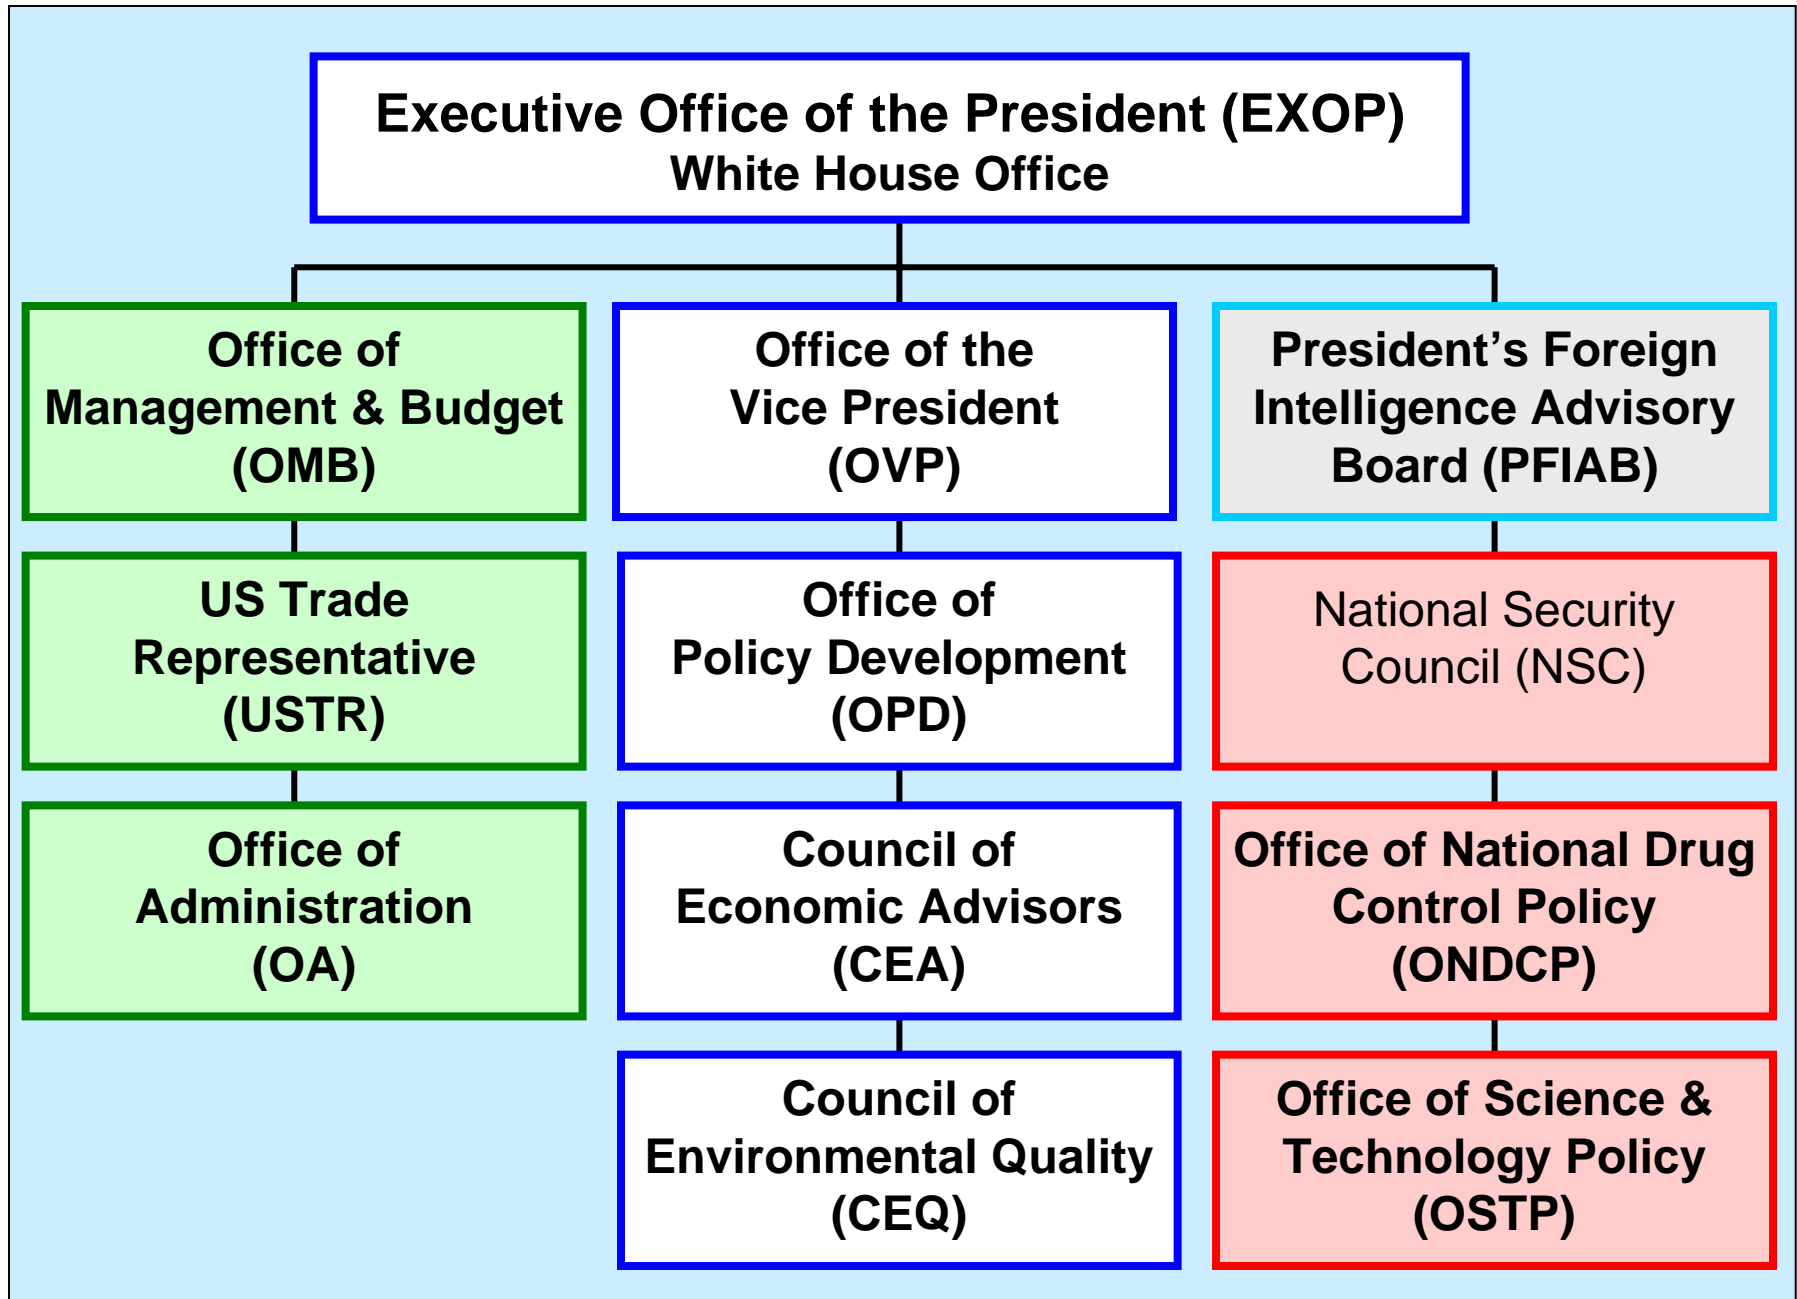 Executive Office of the President (EXOP)
White House Office
Office of
Management & Budget
(OMB)
Office of the
Vice President
(OVP)
President’s Foreign
Intelligence Advisory
Board (PFIAB)
US Trade
Representative
(USTR)
Office of
Policy Development
(OPD)
National Security
Council (NSC)
Office of
Administration
(OA)
Council of
Economic Advisors
(CEA)
Office of National Drug
Control Policy
(ONDCP)
Council of
Environmental Quality
(CEQ)
Office of Science &
Technology Policy
(OSTP)